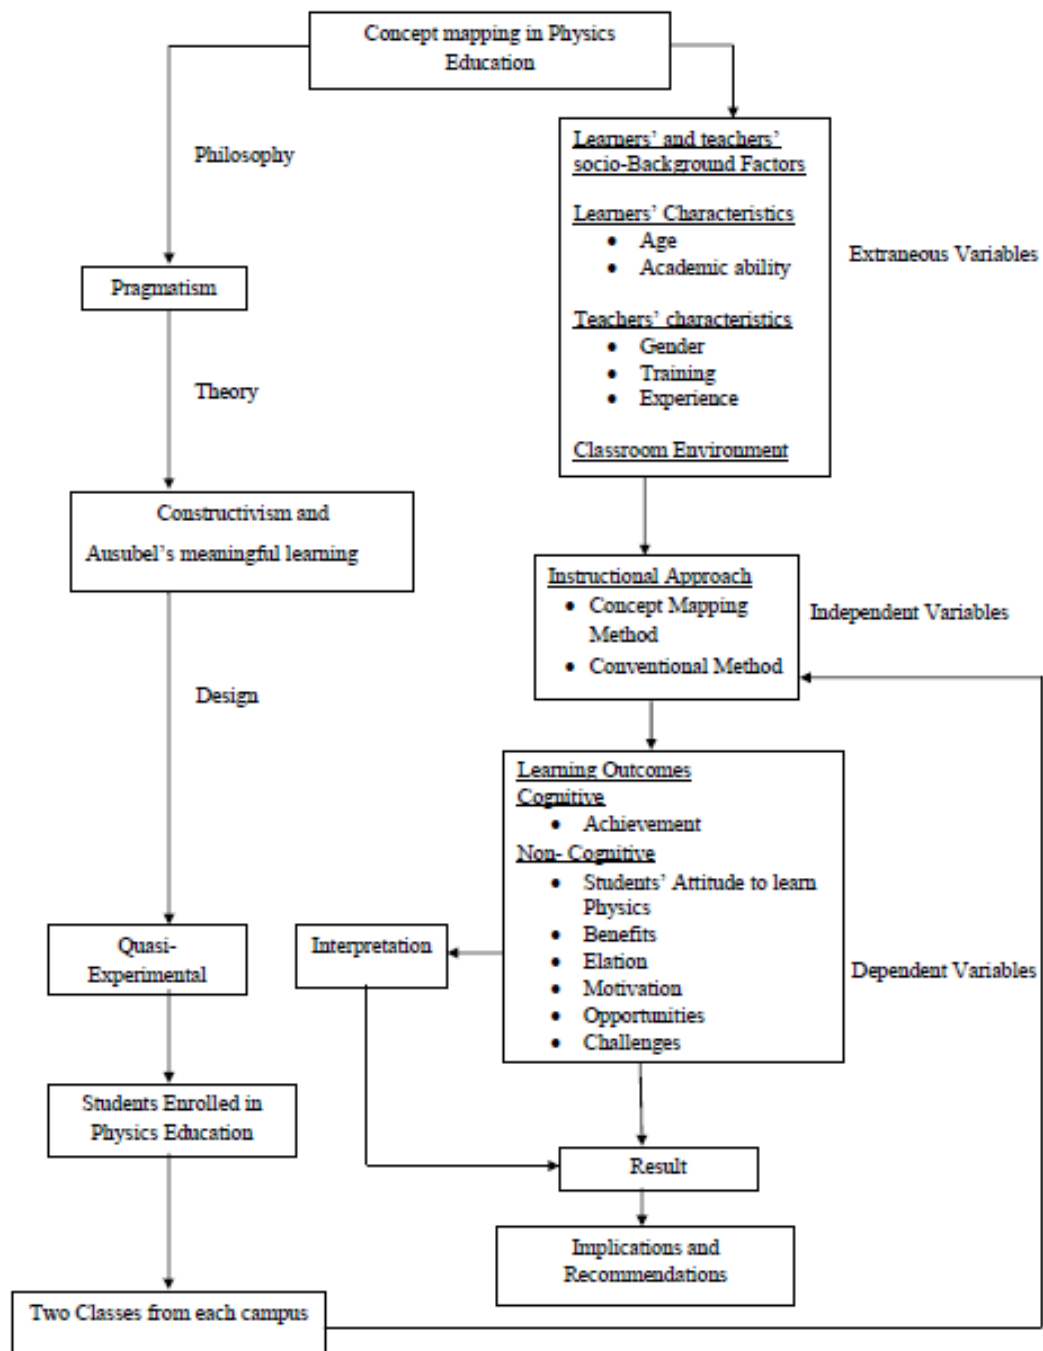 Concept mapping in Physics
Education
Philosophy
Pragmatism
Theory
Constructivism and
Ausubel's meaningful learning
Design
Quasi-
Experimental
Students Enrolled in
Physics Education
Two Classes from each campus
Learners' and teachers'
socio-Background Factors
Learners' Characteristics
• Age
• Academic ability
Teachers' characteristics
• Gender
• Training
• Experience
Classroom Environment
Extraneous Variables
Instructional Approach
• Concept Mapping
Method
• Conventional Method
Independent Variables
Learning Outcomes
Cognitive
• Achievement
Non- Cognitive
• Students' Attitude to learn
Physics
• Benefits
• Elation
• Motivation
• Opportunities
• Challenges
Dependent Variables
Interpretation
Result
Implications and
Recommendations